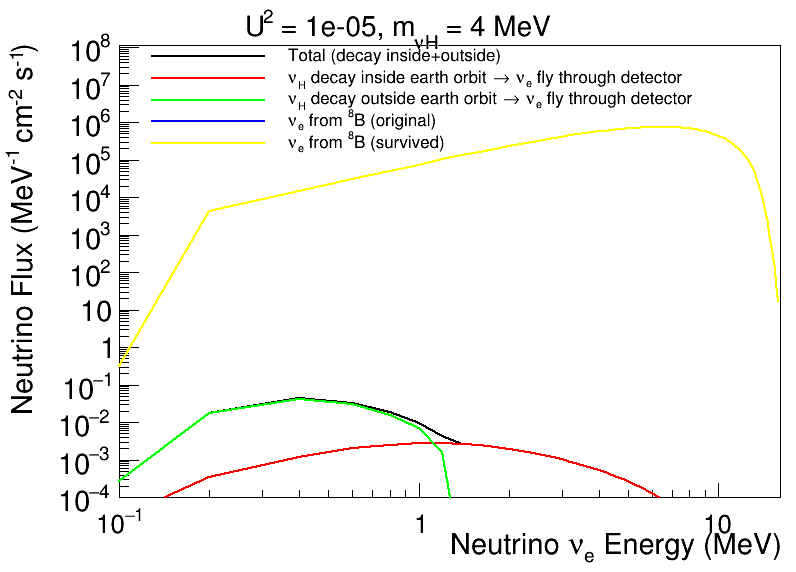 U² = 1e-05, m_νH = 4 MeV
Total (decay inside+outside)
ν_H decay inside earth orbit → ν_e fly through detector
ν_H decay outside earth orbit → ν_e fly through detector
ν_e from ⁸B (original)
ν_e from ⁸B (survived)
Neutrino Flux (MeV⁻¹ cm⁻² s⁻¹)
10⁸
10⁷
10⁶
10⁵
10⁴
10³
10²
10
1
10⁻¹
10⁻²
10⁻³
10⁻⁴
10⁻¹ 1 10
Neutrino ν_e Energy (MeV)